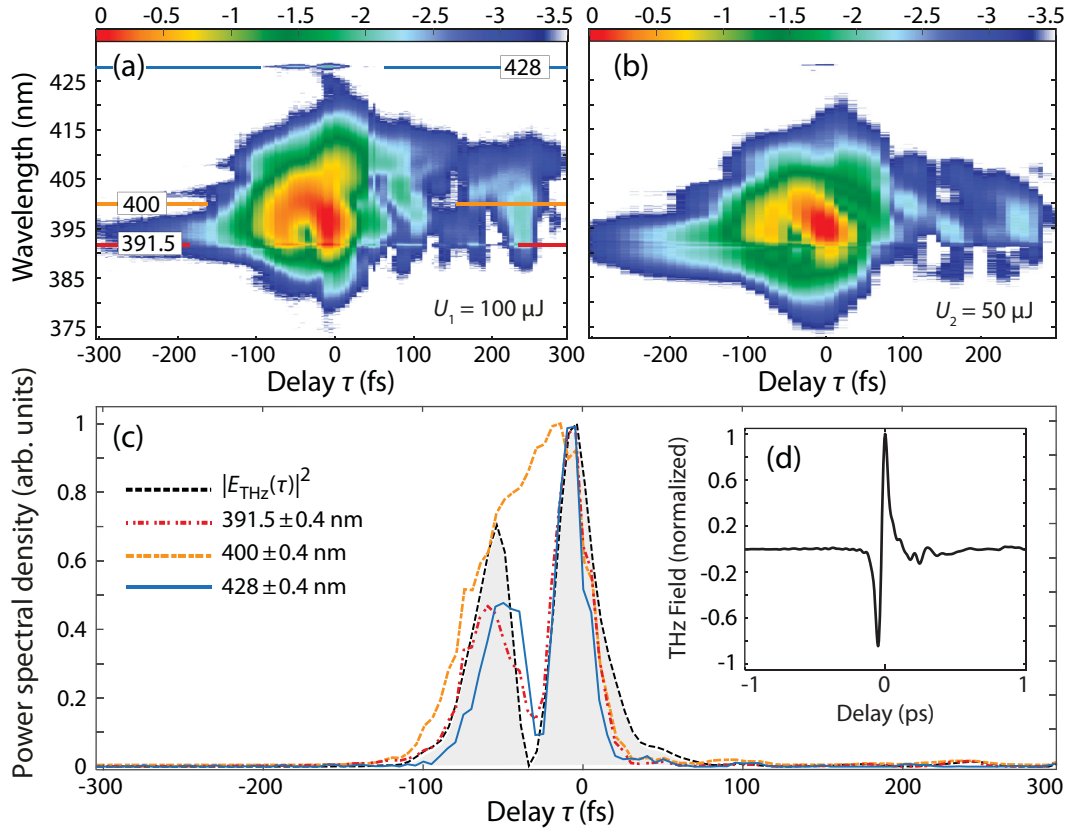 0 -0.5 -1 -1.5 -2 -2.5 -3 -3.5
0 -0.5 -1 -1.5 -2 -2.5 -3 -3.5
(a)
428
(b)
Wavelength (nm)
425
415
405
395
385
375
400
391.5
U1 = 100 µJ
U2 = 50 µJ
-300 -200 -100 0 100 200 300
-200 -100 0 100 200
Delay τ (fs)
Delay τ (fs)
Power spectral density (arb. units)
1
0.8
0.6
0.4
0.2
0
(c)
|ETHz(τ)|2
391.5 ± 0.4 nm
400 ± 0.4 nm
428 ± 0.4 nm
-300 -200 -100 0 100 200 300
Delay τ (fs)
(d)
THz Field (normalized)
1
0.6
0.2
-0.2
-0.6
-1
-1 0 1
Delay (ps)